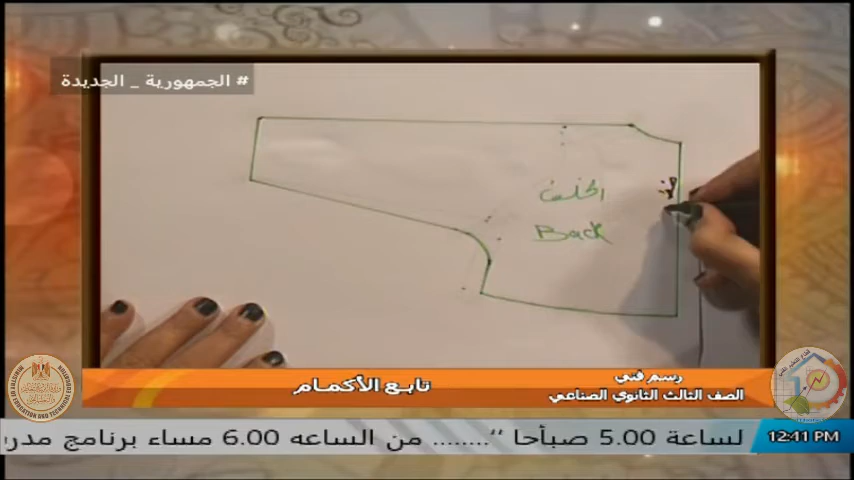 # الجمهورية _ الجديدة
الخلف
Back
رسم فني
الصف الثالث الثانوي الصناعي
تابع الأكمام
لساعة 5.00 صباحا ‘‘........ من الساعه 6.00 مساء برنامج مدر
12:41 PM